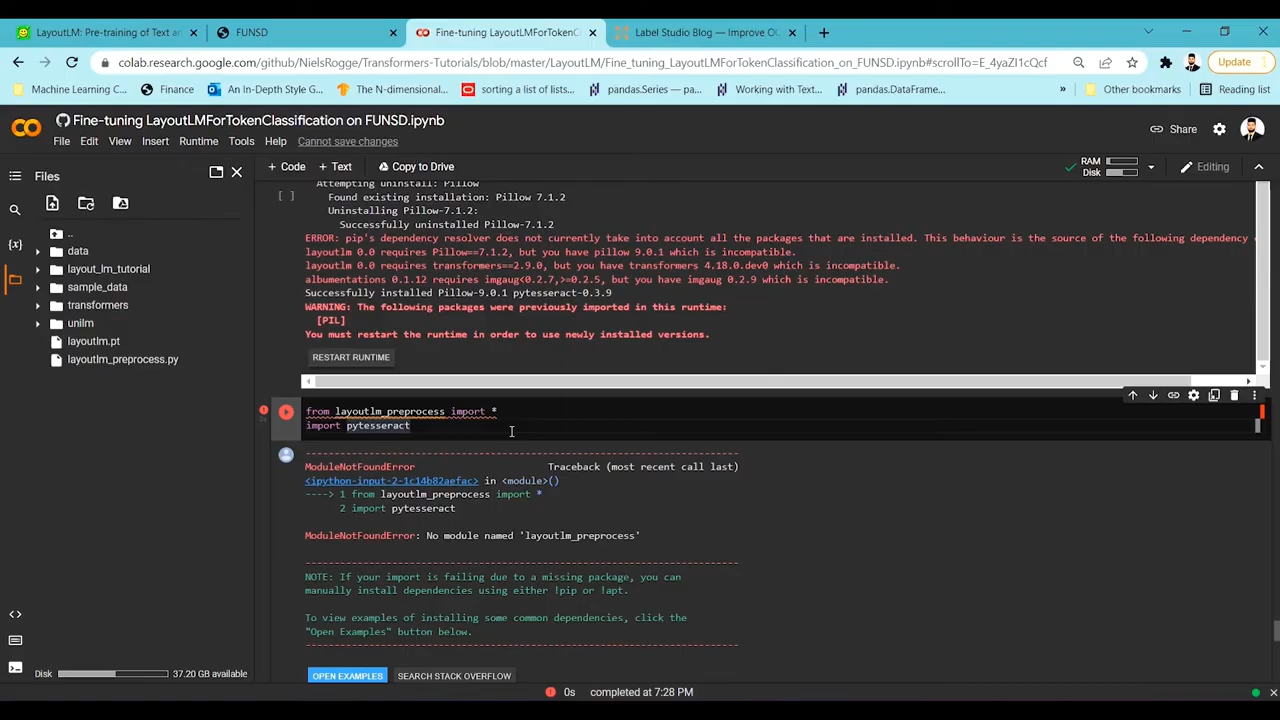 LayoutLM: Pre-training of Text ar
FUNSD
Fine-tuning LayoutLMForTokenC
Label Studio Blog — Improve OC
colab.research.google.com/github/NielsRogge/Transformers-Tutorials/blob/master/LayoutLM/Fine_tuning_LayoutLMForTokenClassification_on_FUNSD.ipynb#scrollTo=E_4yaZI1cQcf
Update
Machine Learning C...
Finance
An In-Depth Style G...
The N-dimensional...
sorting a list of lists...
pandas.Series — pa...
Working with Text...
pandas.DataFrame...
»
Other bookmarks
Reading list
Fine-tuning LayoutLMForTokenClassification on FUNSD.ipynb
File Edit View Insert Runtime Tools Help Cannot save changes
Share
Files
+ Code + Text Copy to Drive
RAM
Disk
Editing
..
data
layout_lm_tutorial
sample_data
transformers
unilm
layoutlm.pt
layoutlm_preprocess.py
Disk 37.20 GB available
Attempting uninstall: Pillow
[ ] Found existing installation: Pillow 7.1.2
Uninstalling Pillow-7.1.2:
Successfully uninstalled Pillow-7.1.2
ERROR: pip's dependency resolver does not currently take into account all the packages that are installed. This behaviour is the source of the following dependency
layoutlm 0.0 requires Pillow==7.1.2, but you have pillow 9.0.1 which is incompatible.
layoutlm 0.0 requires transformers==2.9.0, but you have transformers 4.18.0.dev0 which is incompatible.
albumentations 0.1.12 requires imgaug<0.2.7,>=0.2.5, but you have imgaug 0.2.9 which is incompatible.
Successfully installed Pillow-9.0.1 pytesseract-0.3.9
WARNING: The following packages were previously imported in this runtime:
[PIL]
You must restart the runtime in order to use newly installed versions.
RESTART RUNTIME
from layoutlm_preprocess import *
import pytesseract
---------------------------------------------------------------------------
ModuleNotFoundError Traceback (most recent call last)
<ipython-input-2-1c14b82aefac> in <module>()
----> 1 from layoutlm_preprocess import *
2 import pytesseract
ModuleNotFoundError: No module named 'layoutlm_preprocess'
---------------------------------------------------------------------------
NOTE: If your import is failing due to a missing package, you can
manually install dependencies using either !pip or !apt.
To view examples of installing some common dependencies, click the
"Open Examples" button below.
---------------------------------------------------------------------------
OPEN EXAMPLES
SEARCH STACK OVERFLOW
0s completed at 7:28 PM